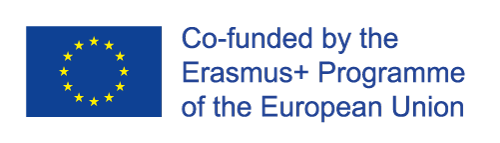 Co-funded by the
Erasmus+ Programme
of the European Union